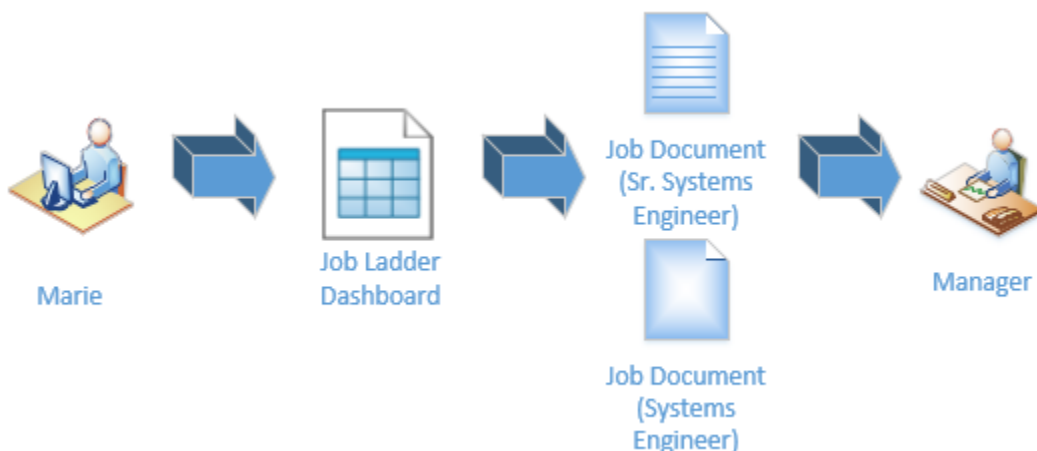 Marie
Job Ladder
Dashboard
Job Document
(Sr. Systems
Engineer)
Job Document
(Systems
Engineer)
Manager